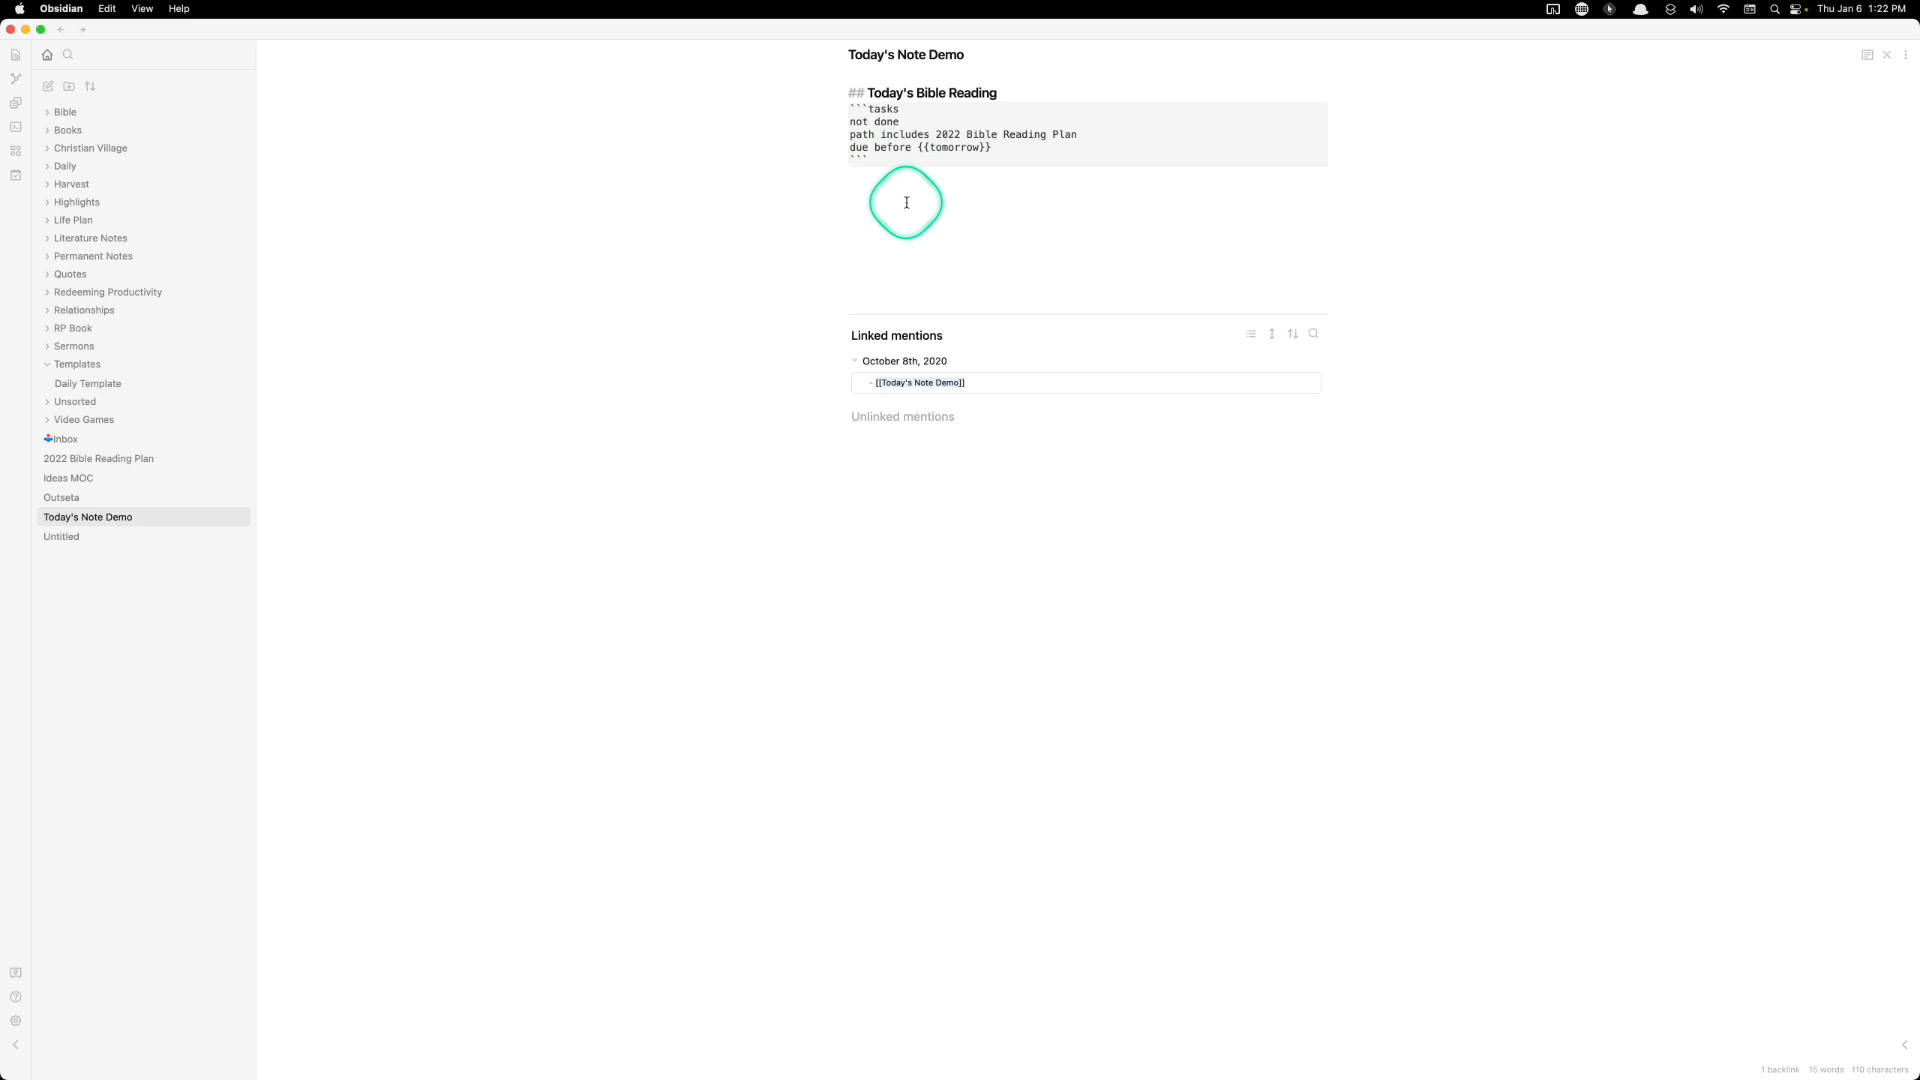 Obsidian Edit View Help
Thu Jan 6 1:22 PM
Bible
Books
Christian Village
Daily
Harvest
Highlights
Life Plan
Literature Notes
Permanent Notes
Quotes
Redeeming Productivity
Relationships
RP Book
Sermons
Templates
Daily Template
Unsorted
Video Games
Inbox
2022 Bible Reading Plan
Ideas MOC
Outseta
Today's Note Demo
Untitled
Today's Note Demo
## Today's Bible Reading
```tasks
not done
path includes 2022 Bible Reading Plan
due before {{tomorrow}}
```
Linked mentions
October 8th, 2020
- [[Today's Note Demo]]
Unlinked mentions
1 backlink 15 words 110 characters